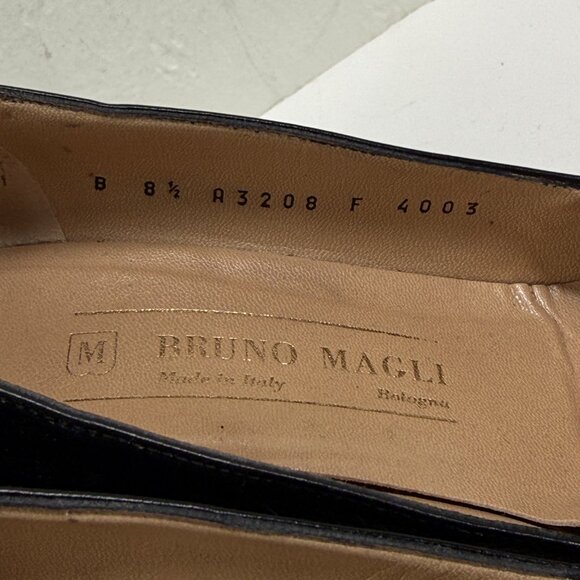 B 8½ A3208 F 4003
M BRUNO MAGLI
Made in Italy Bologna